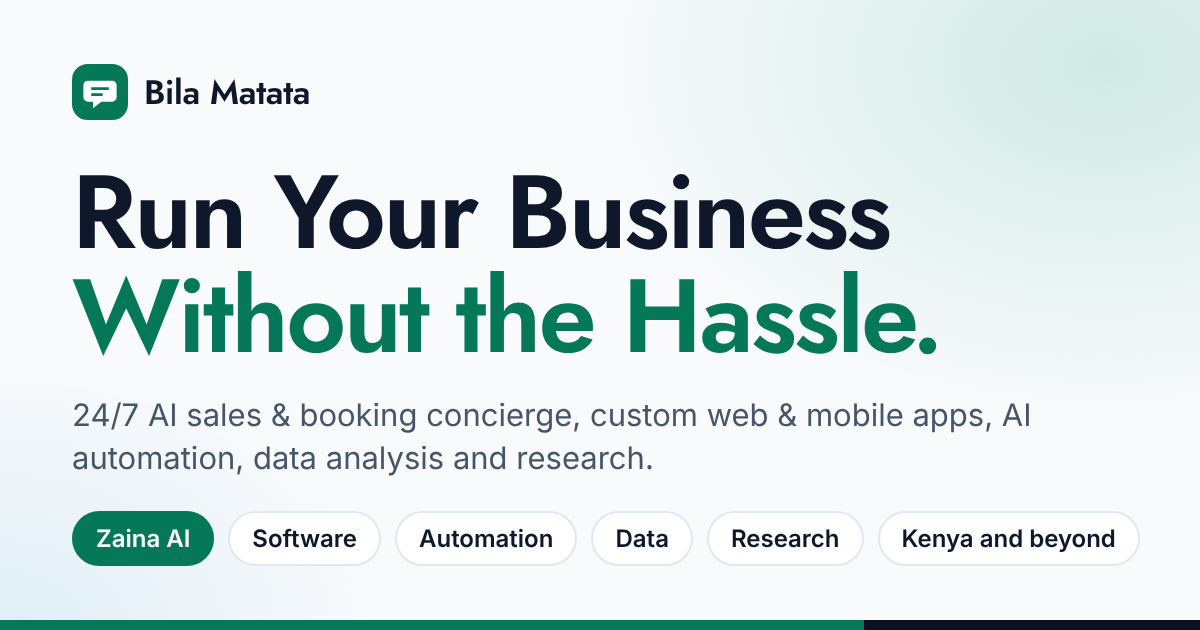 Bila Matata
Run Your Business
Without the Hassle.
24/7 AI sales & booking concierge, custom web & mobile apps, AI
automation, data analysis and research.
Zaina AI
Software
Automation
Data
Research
Kenya and beyond